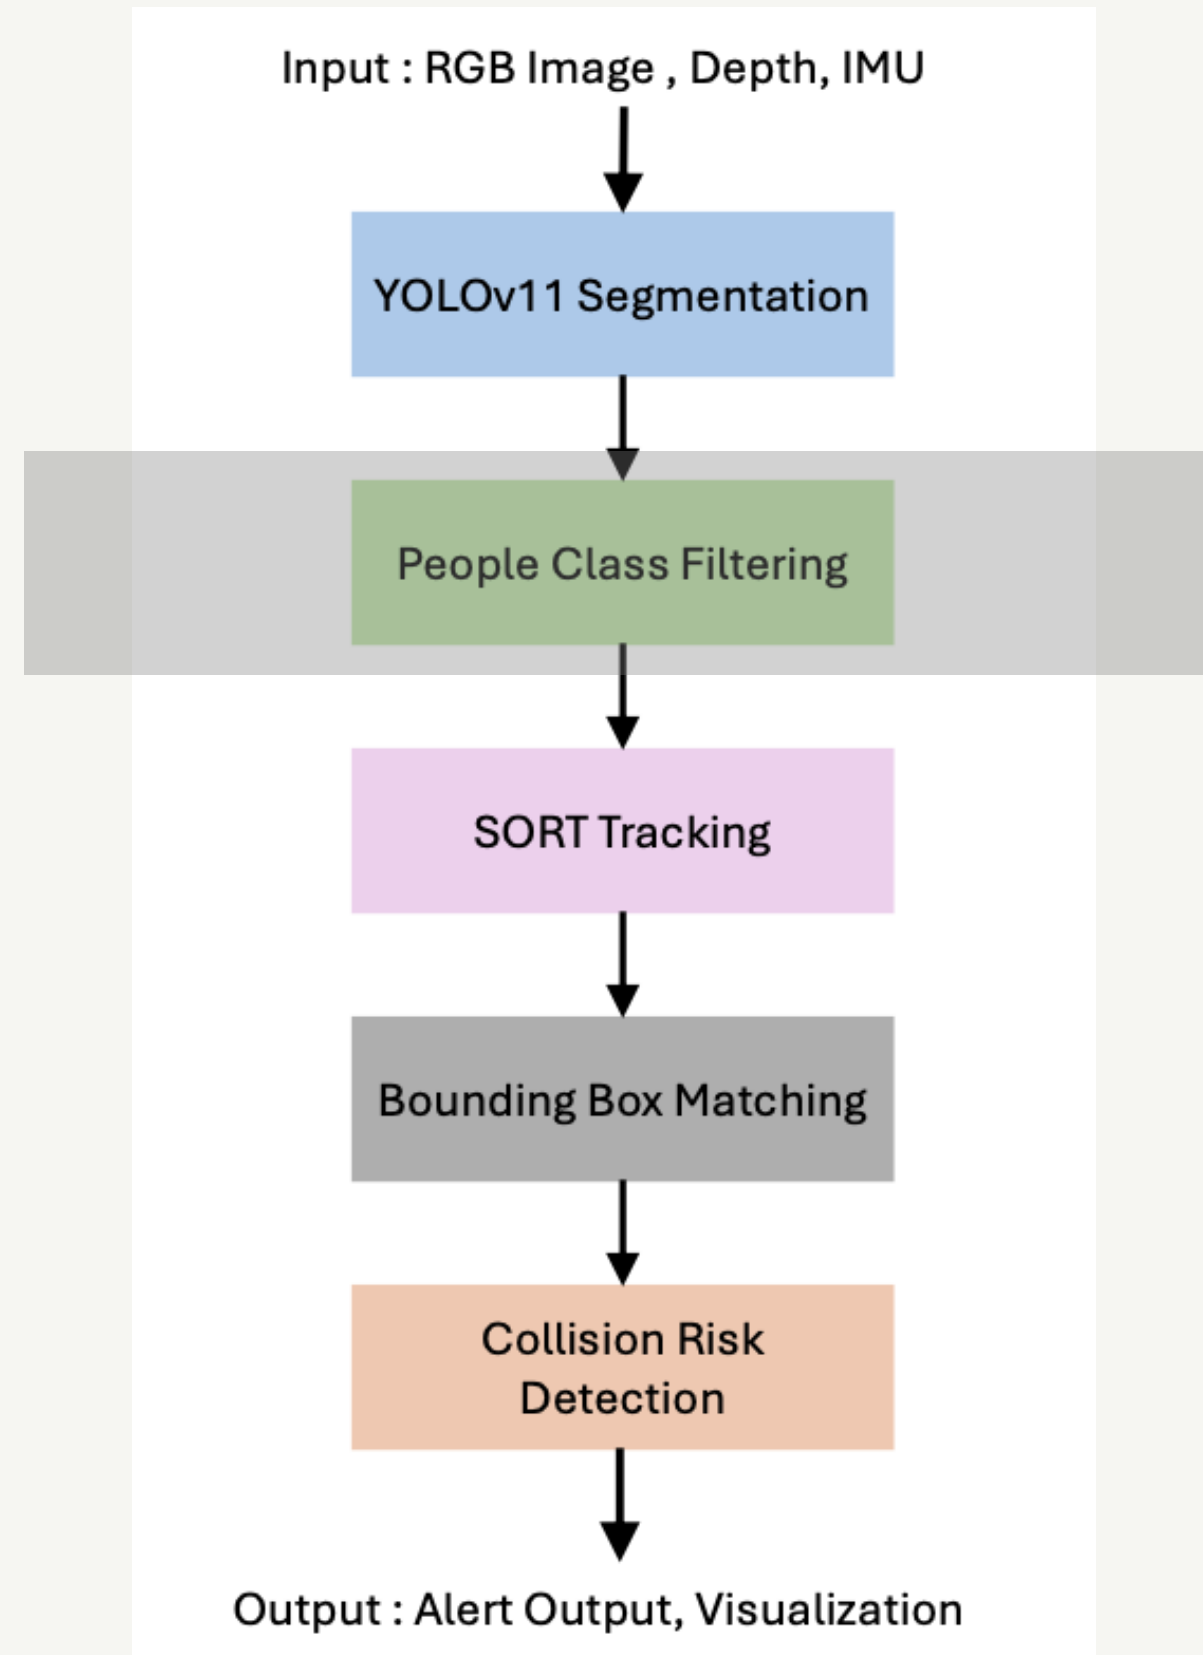 Input : RGB Image , Depth, IMU
YOLOv11 Segmentation
People Class Filtering
SORT Tracking
Bounding Box Matching
Collision Risk
Detection
Output : Alert Output, Visualization